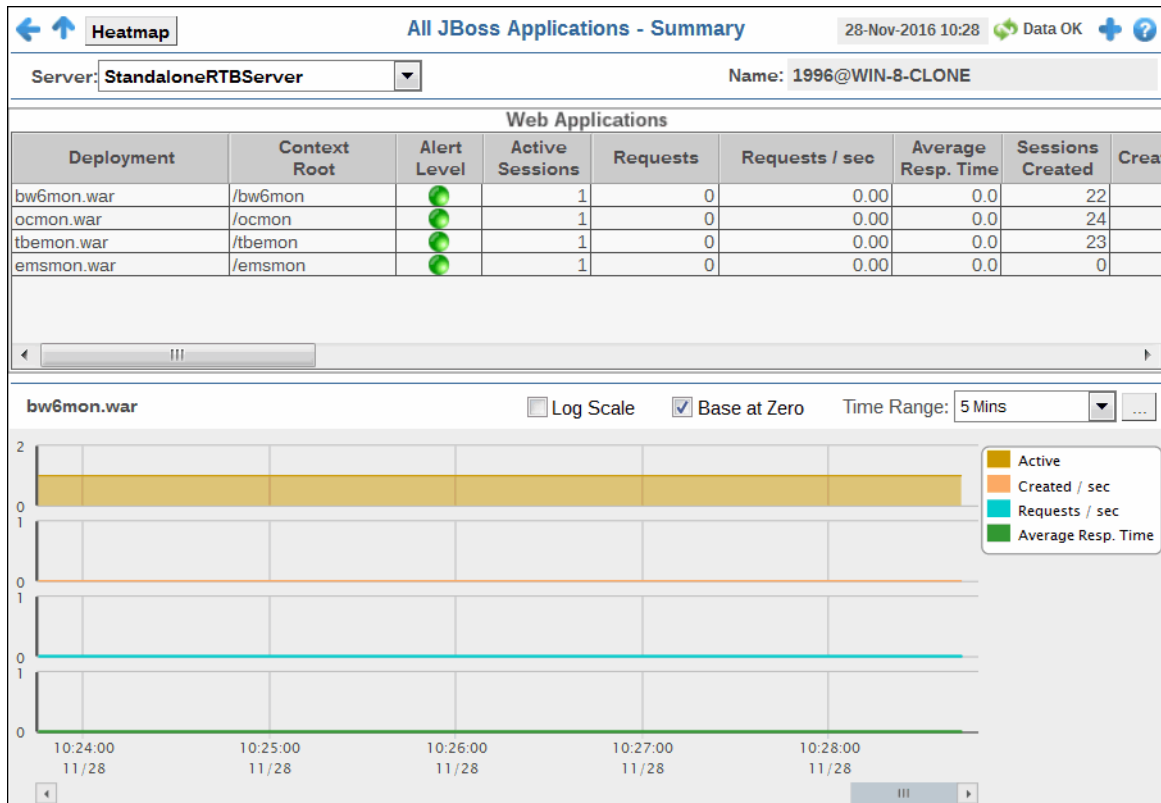 Heatmap All JBoss Applications - Summary 28-Nov-2016 10:28 Data OK
Server: StandaloneRTBServer Name: 1996@WIN-8-CLONE
Web Applications
Deployment Context Root Alert Level Active Sessions Requests Requests / sec Average Resp. Time Sessions Created Crea
bw6mon.war /bw6mon 1 0 0.00 0.0 22
ocmon.war /ocmon 1 0 0.00 0.0 24
tbemon.war /tbemon 1 0 0.00 0.0 23
emsmon.war /emsmon 1 0 0.00 0.0 0
bw6mon.war Log Scale Base at Zero Time Range: 5 Mins ...
2
0
1
0
1
0
1
0
Active
Created / sec
Requests / sec
Average Resp. Time
10:24:00 10:25:00 10:26:00 10:27:00 10:28:00
11/28 11/28 11/28 11/28 11/28